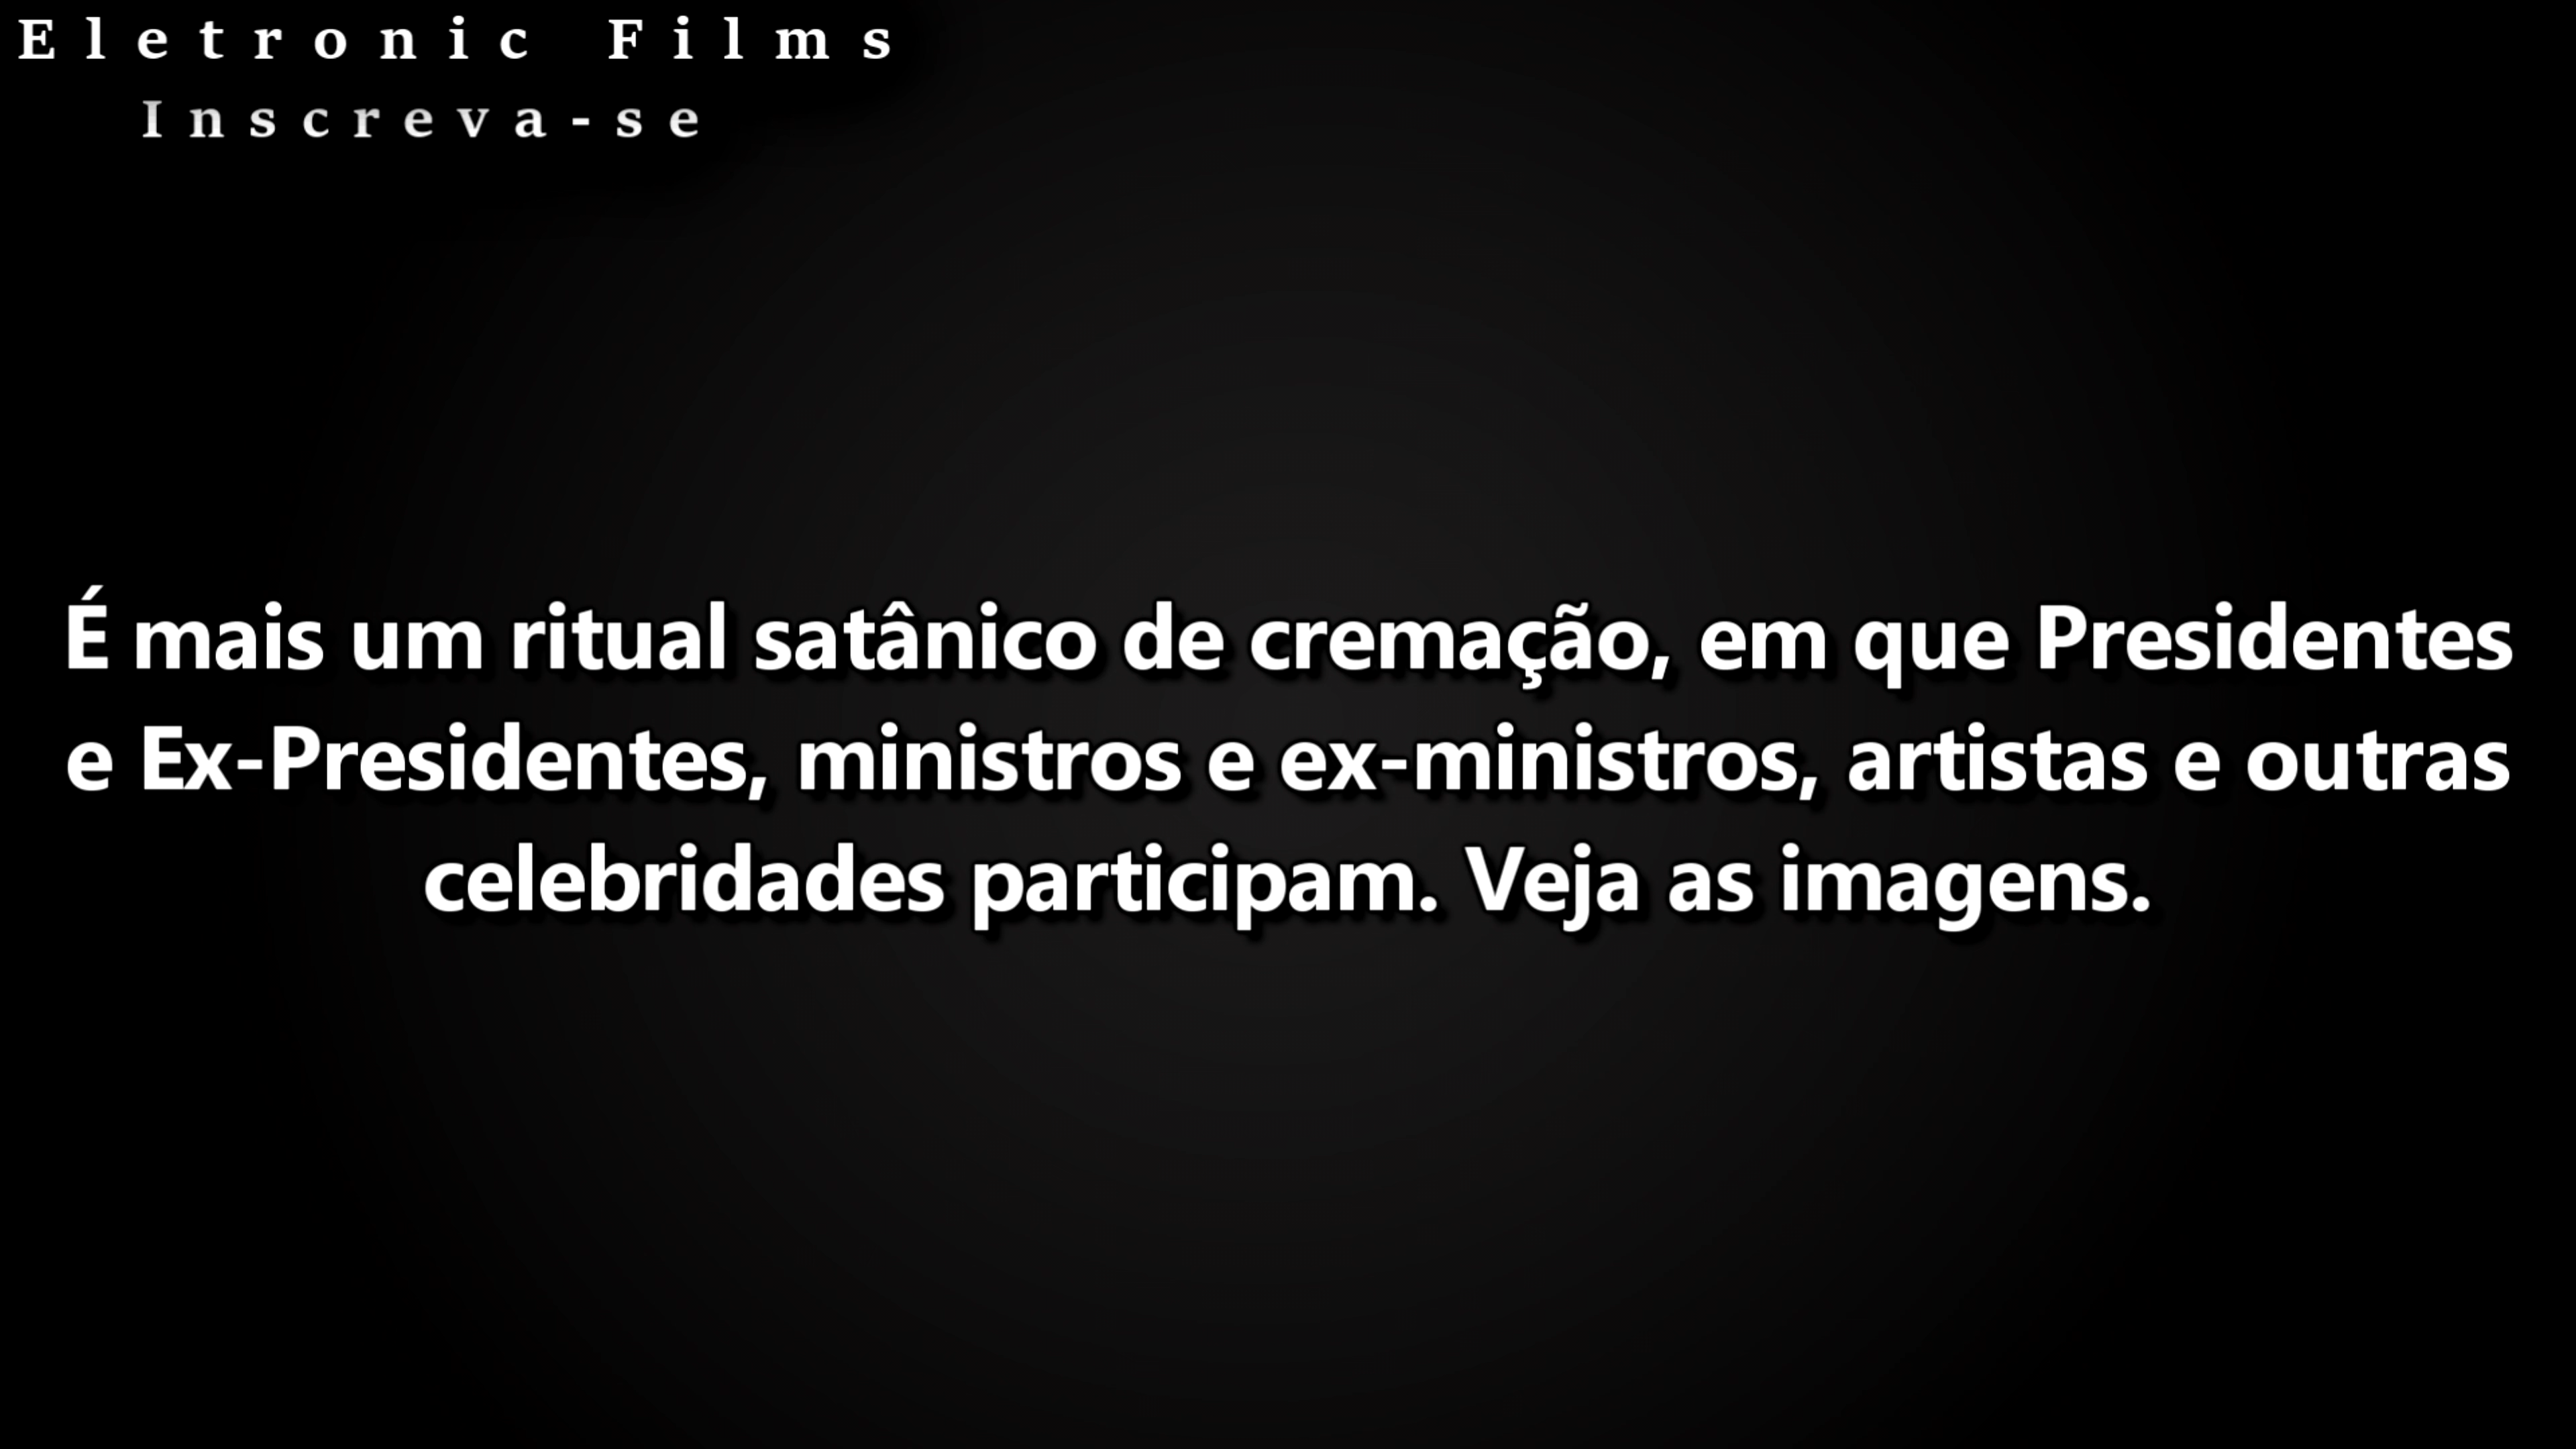 Eletronic Films
Inscreva-se
É mais um ritual satânico de cremação, em que Presidentes
e Ex-Presidentes, ministros e ex-ministros, artistas e outras
celebridades participam. Veja as imagens.